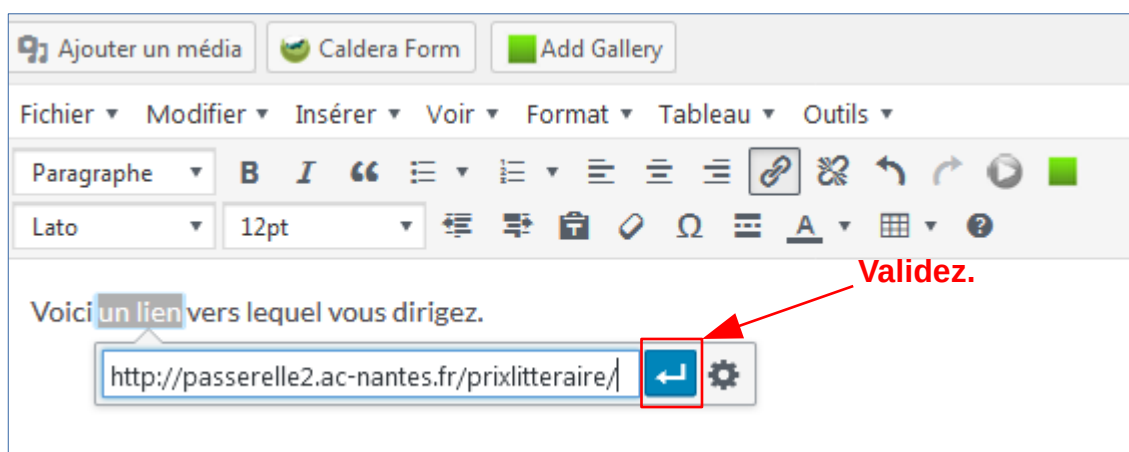 Ajouter un média Caldera Form Add Gallery
Fichier Modifier Insérer Voir Format Tableau Outils
Paragraphe B I
Lato 12pt Ω A
Validez.
Voici un lien vers lequel vous dirigez.
http://passerelle2.ac-nantes.fr/prixlitteraire/